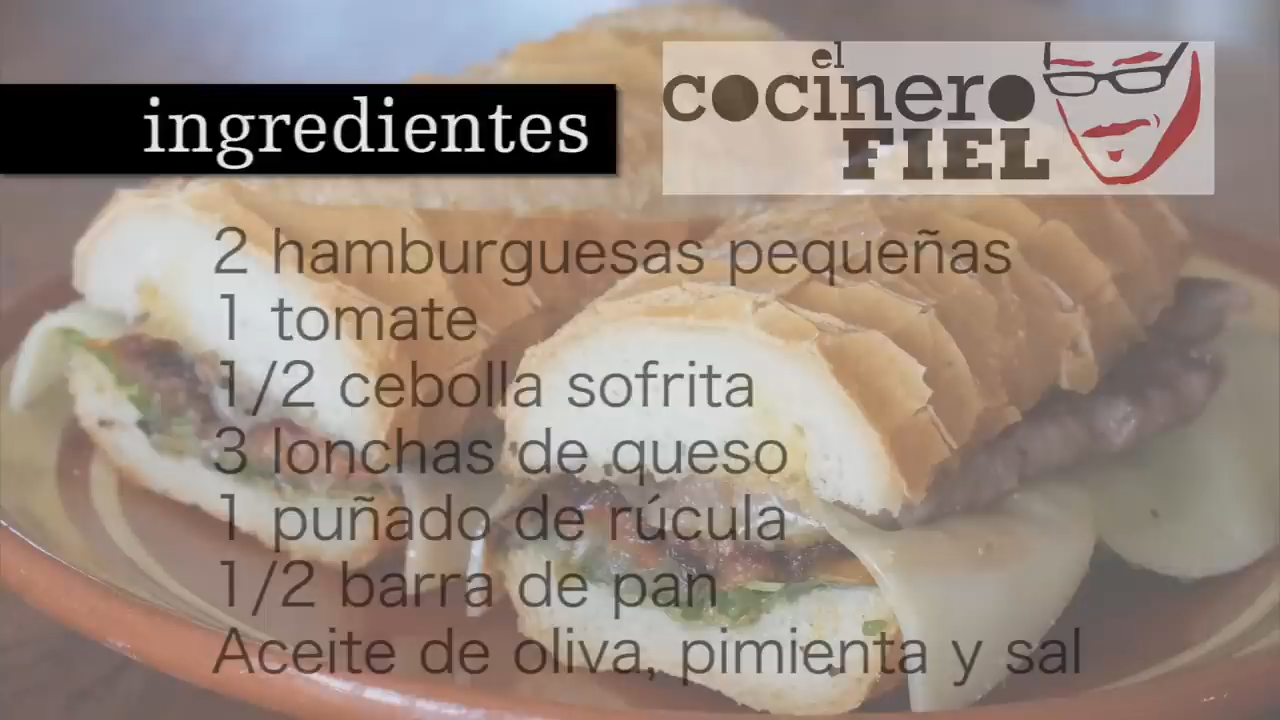 ingredientes
el
cocinero
FIEL
2 hamburguesas pequeñas
1 tomate
1/2 cebolla sofrita
3 lonchas de queso
1 puñado de rúcula
1/2 barra de pan
Aceite de oliva, pimienta y sal